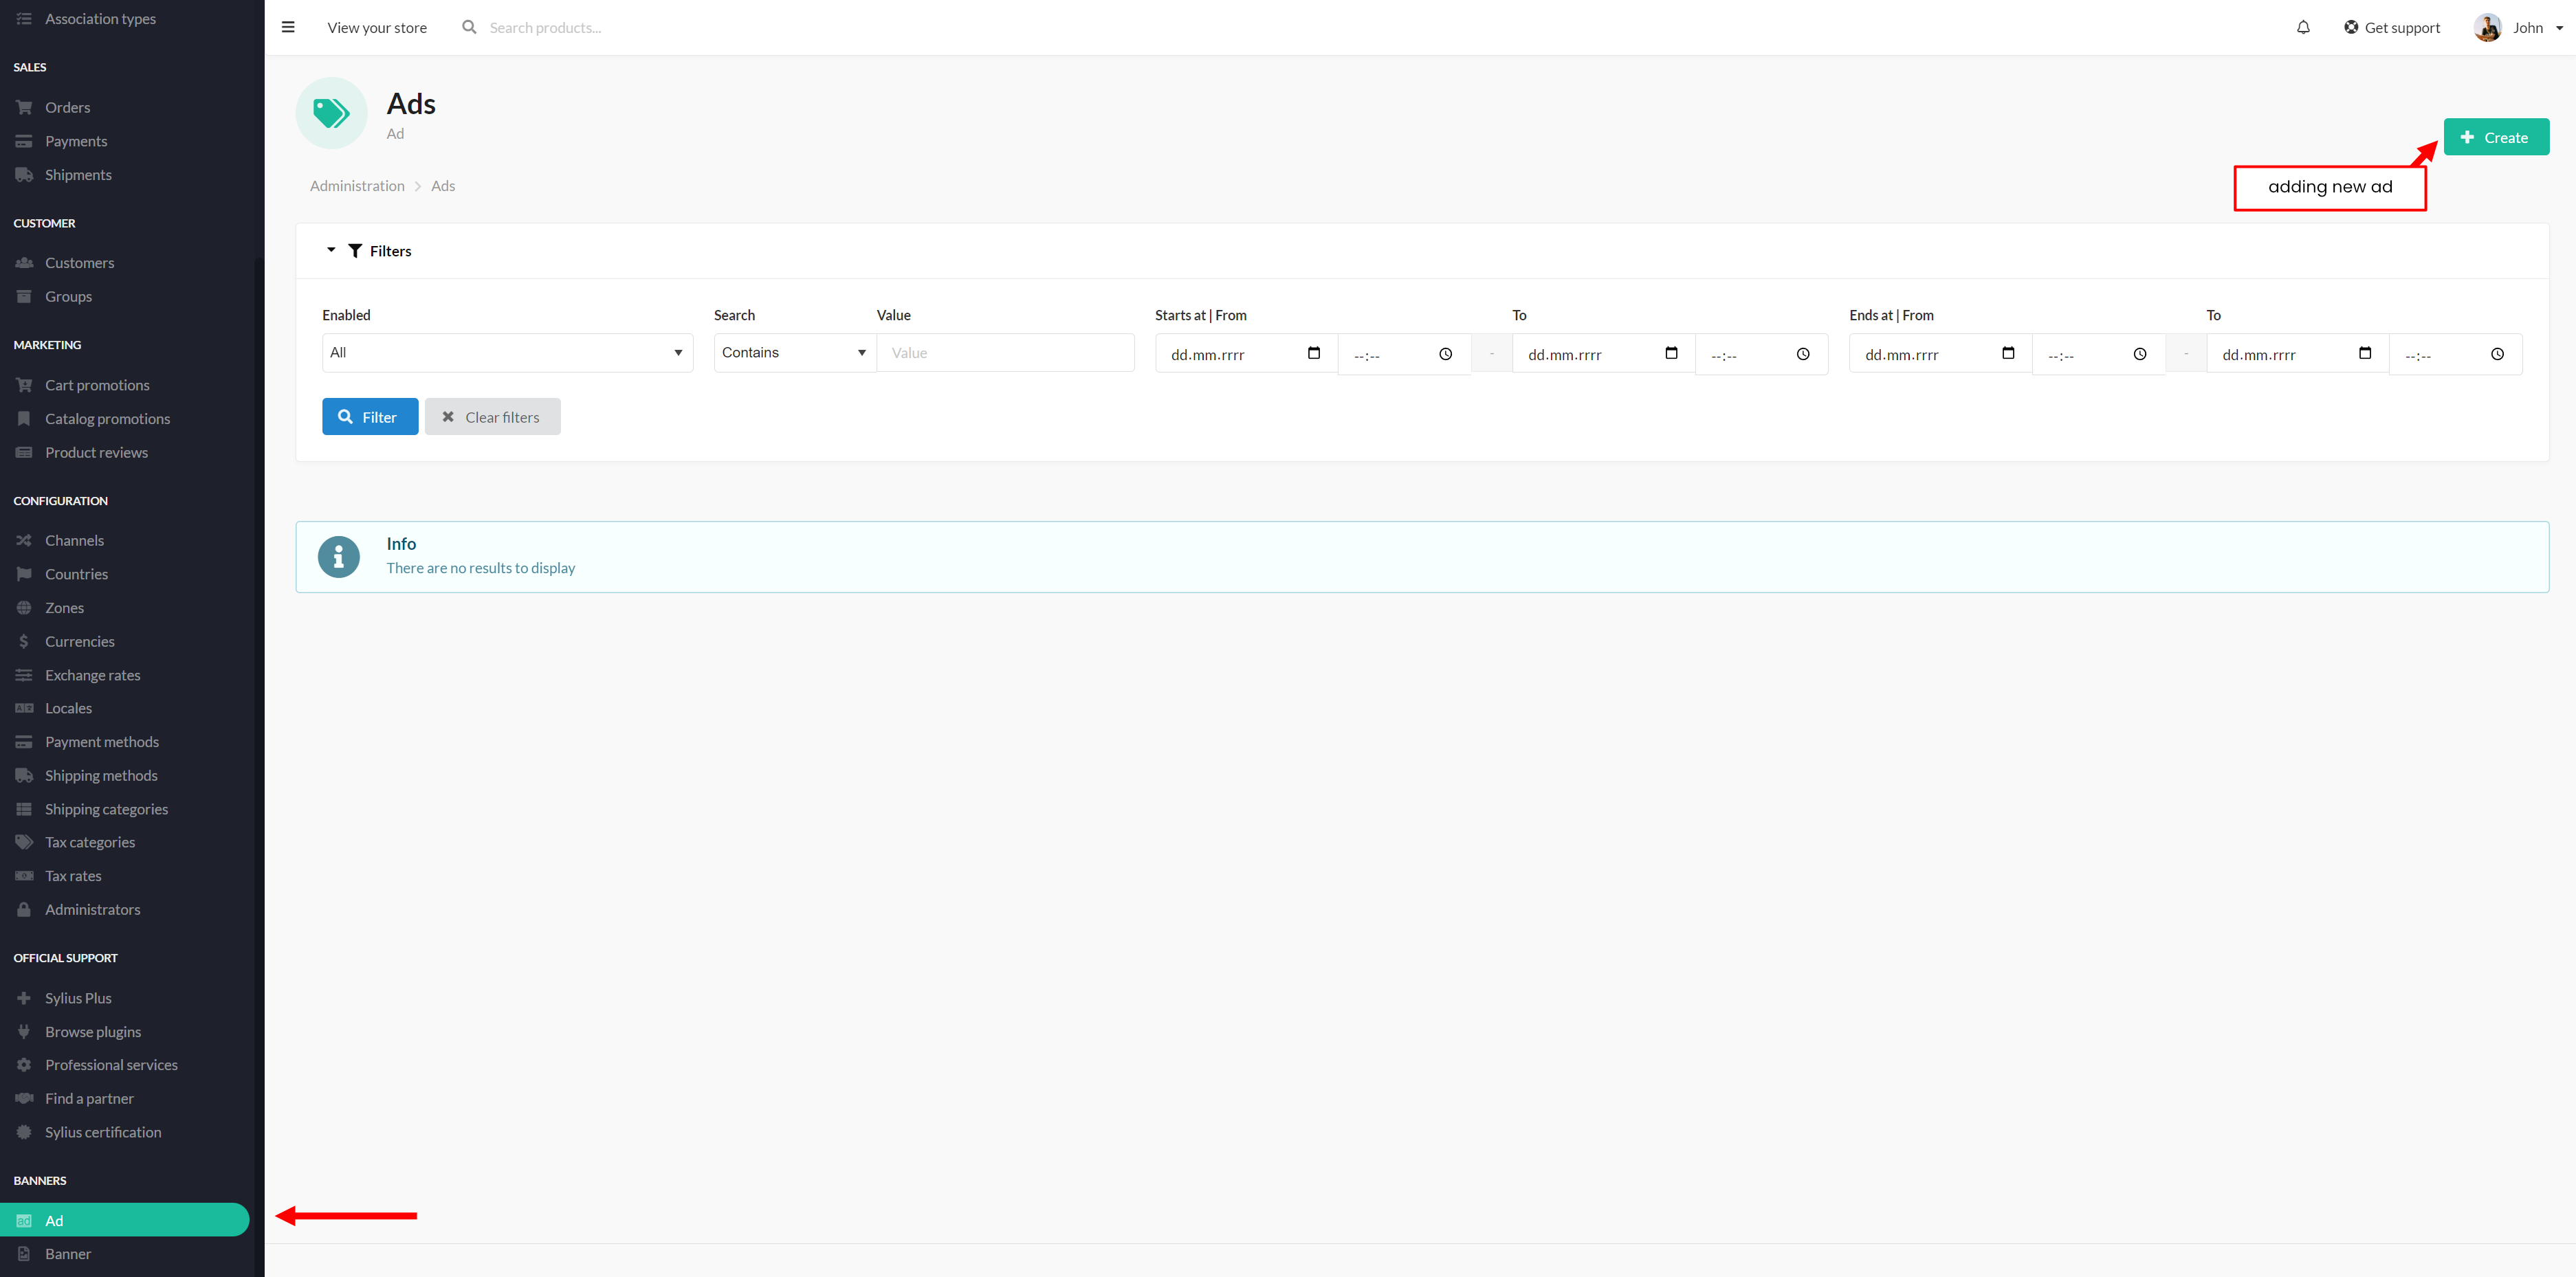 Association types
SALES
Orders
Payments
Shipments
CUSTOMER
Customers
Groups
MARKETING
Cart promotions
Catalog promotions
Product reviews
CONFIGURATION
Channels
Countries
Zones
Currencies
Exchange rates
Locales
Payment methods
Shipping methods
Shipping categories
Tax categories
Tax rates
Administrators
OFFICIAL SUPPORT
Sylius Plus
Browse plugins
Professional services
Find a partner
Sylius certification
BANNERS
Ad
Banner
View your store Search products... Get support John
Ads
Ad
Create
adding new ad
Administration Ads
Filters
Enabled Search Value Starts at | From To Ends at | From To
All Contains Value dd.mm.rrrr --:-- - dd.mm.rrrr --:-- dd.mm.rrrr --:-- - dd.mm.rrrr --:--
Filter Clear filters
Info
There are no results to display